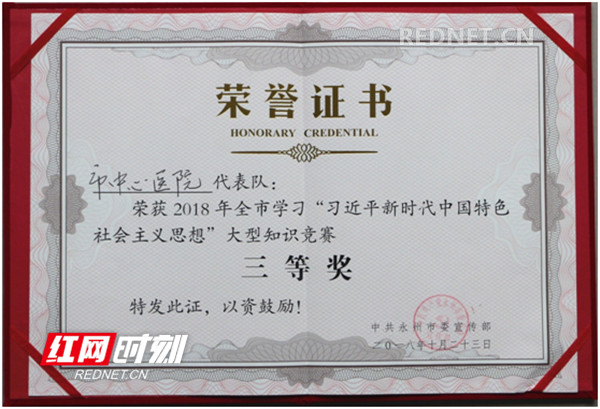 REDNET.CN
荣誉证书
HONORARY CREDENTIAL
市中心医院 代表队：
荣获2018年全市学习“习近平新时代中国特色
社会主义思想”大型知识竞赛
三等奖
特发此证，以资鼓励！
中共永州市委宣传部
二〇一八年十月二十三日
红网时刻
REDNET.CN